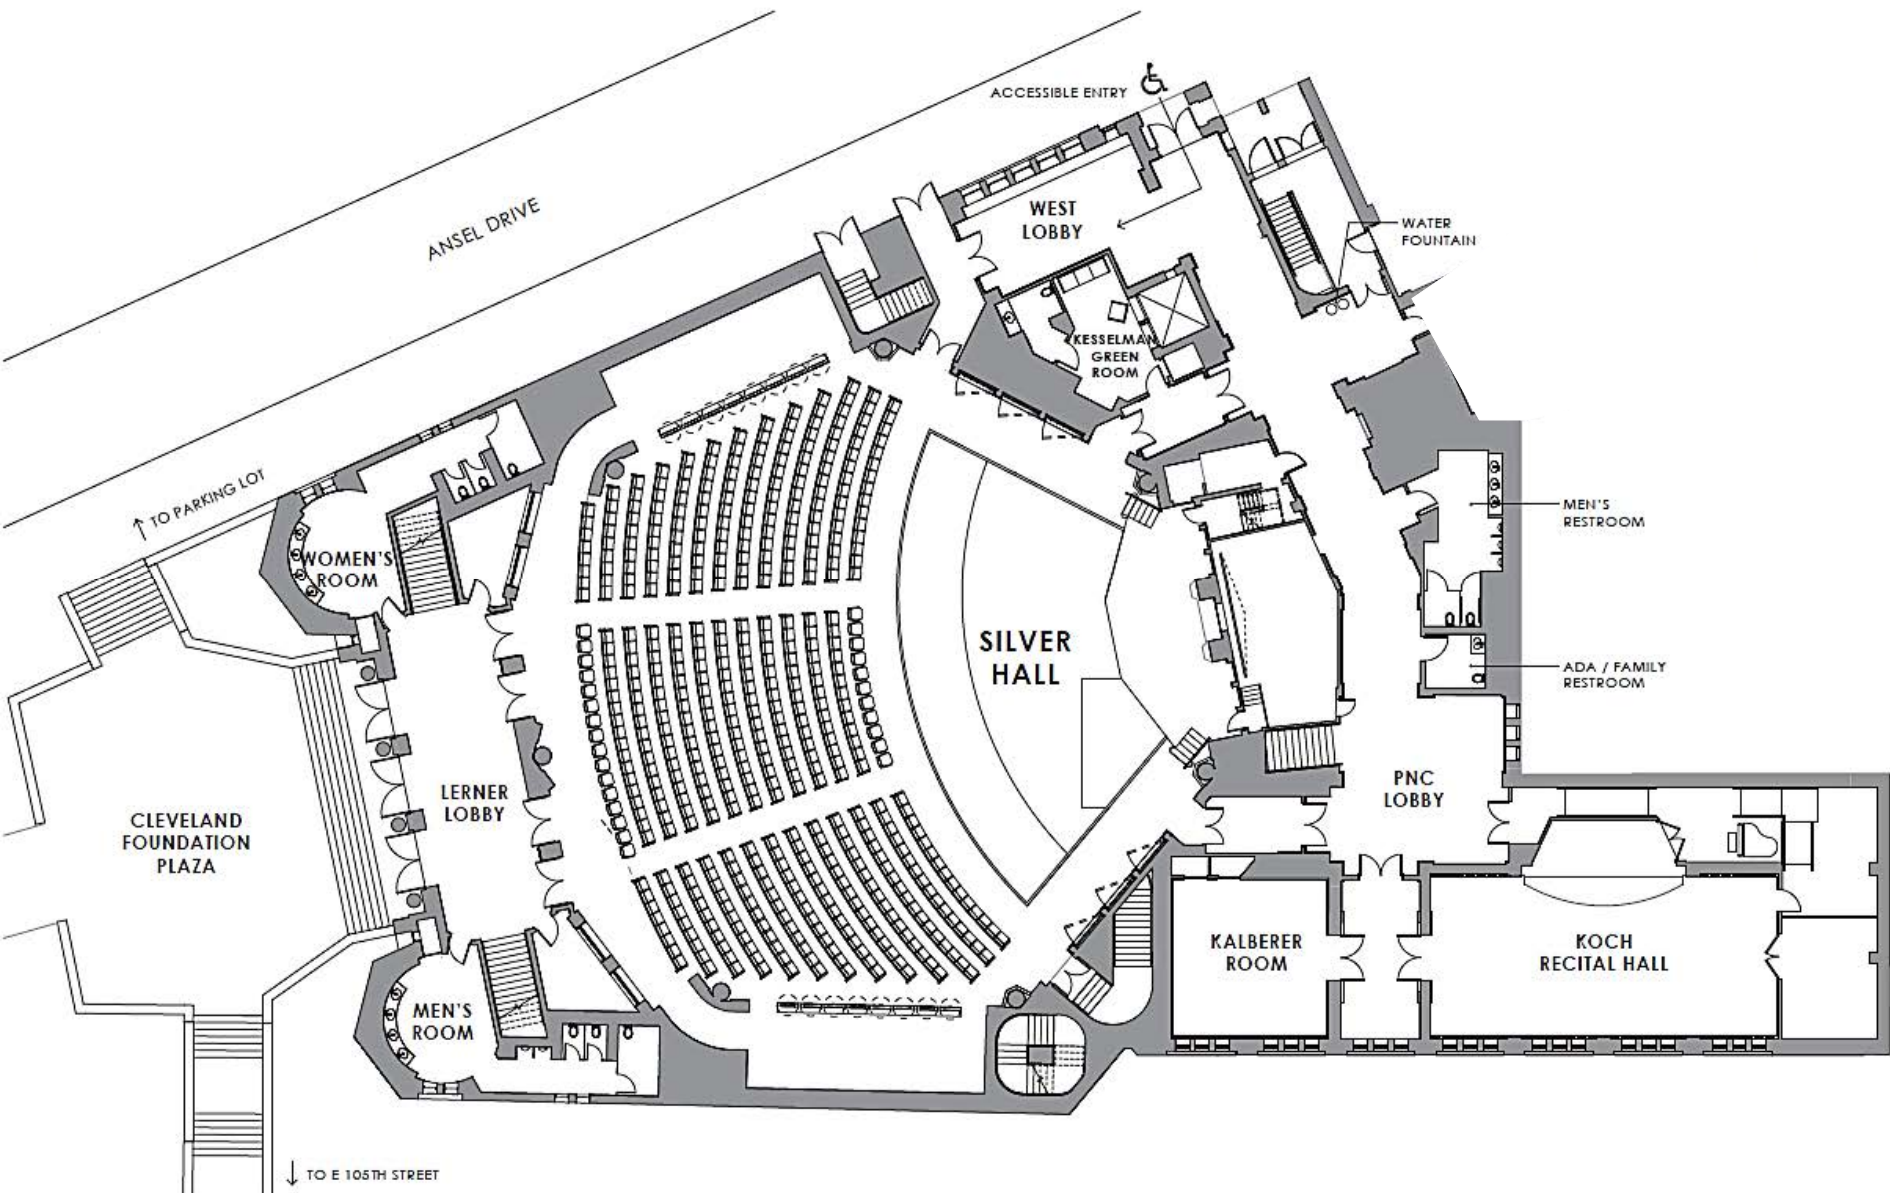 ACCESSIBLE ENTRY
WEST
LOBBY
WATER
FOUNTAIN
ANSEL DRIVE
KESSELMAN
GREEN
ROOM
↑ TO PARKING LOT
MEN'S
RESTROOM
WOMEN'S
ROOM
SILVER
HALL
ADA / FAMILY
RESTROOM
PNC
LOBBY
LERNER
LOBBY
CLEVELAND
FOUNDATION
PLAZA
KALBERER
ROOM
KOCH
RECITAL HALL
MEN'S
ROOM
↓ TO E 105TH STREET